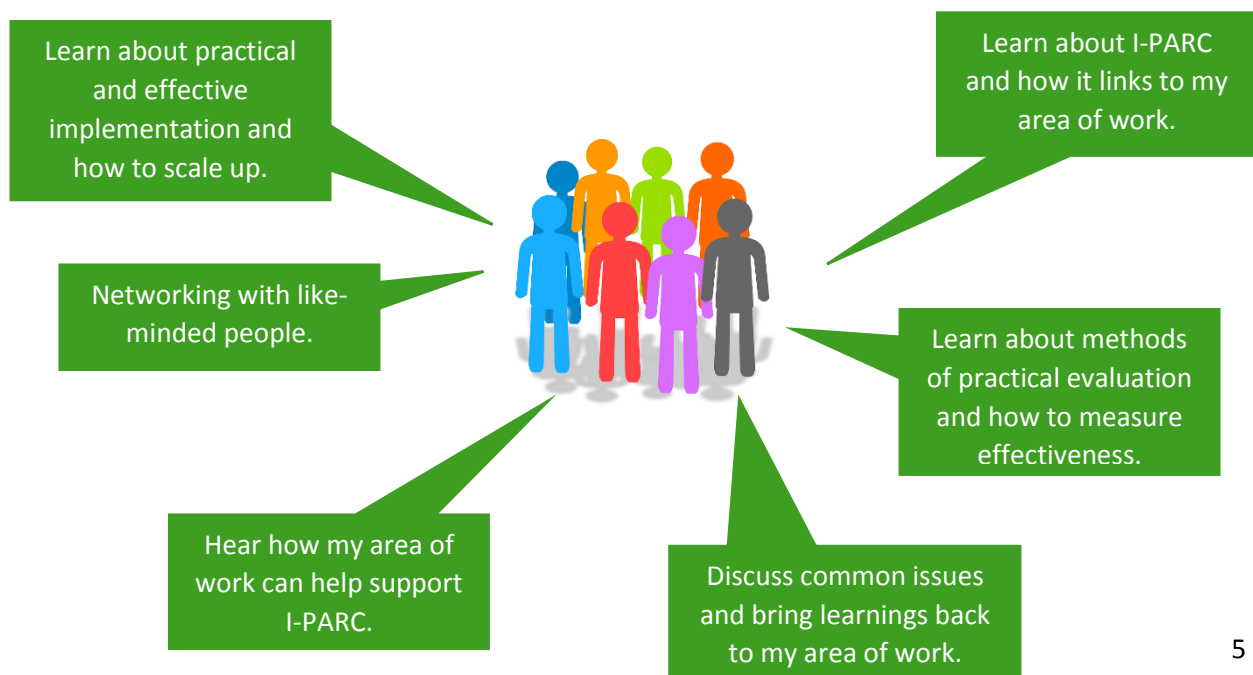 Learn about practical
and effective
implementation and
how to scale up.
Learn about I-PARC
and how it links to my
area of work.
Networking with like-
minded people.
Learn about methods
of practical evaluation
and how to measure
effectiveness.
Hear how my area of
work can help support
I-PARC.
Discuss common issues
and bring learnings back
to my area of work.
5